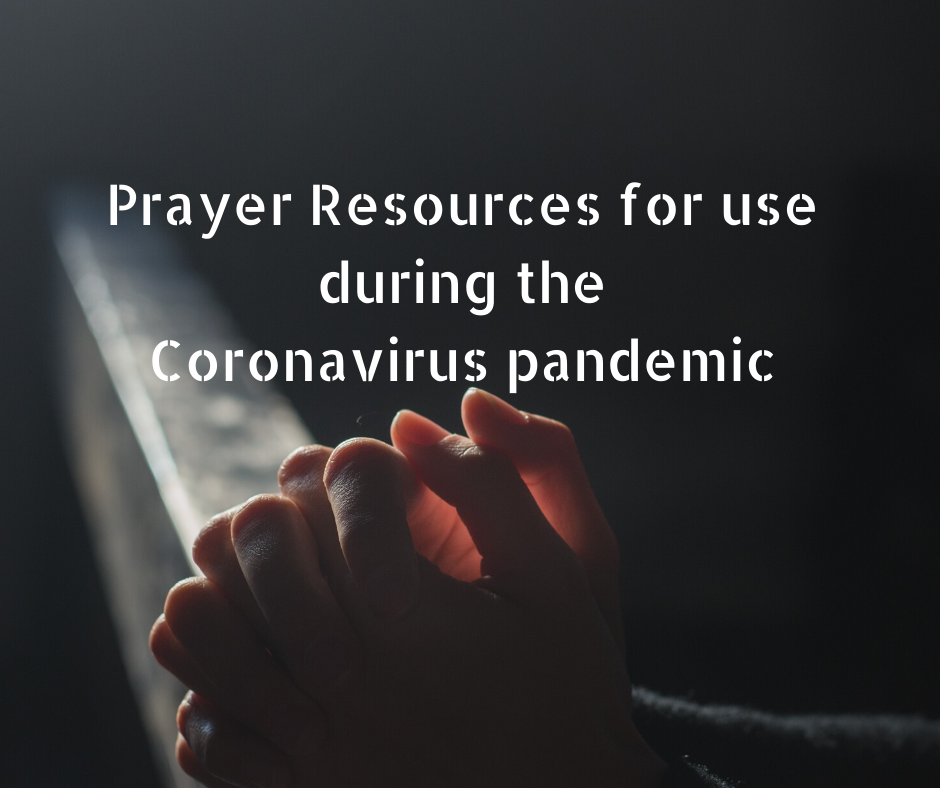 Prayer Resources for use
during the
Coronavirus pandemic